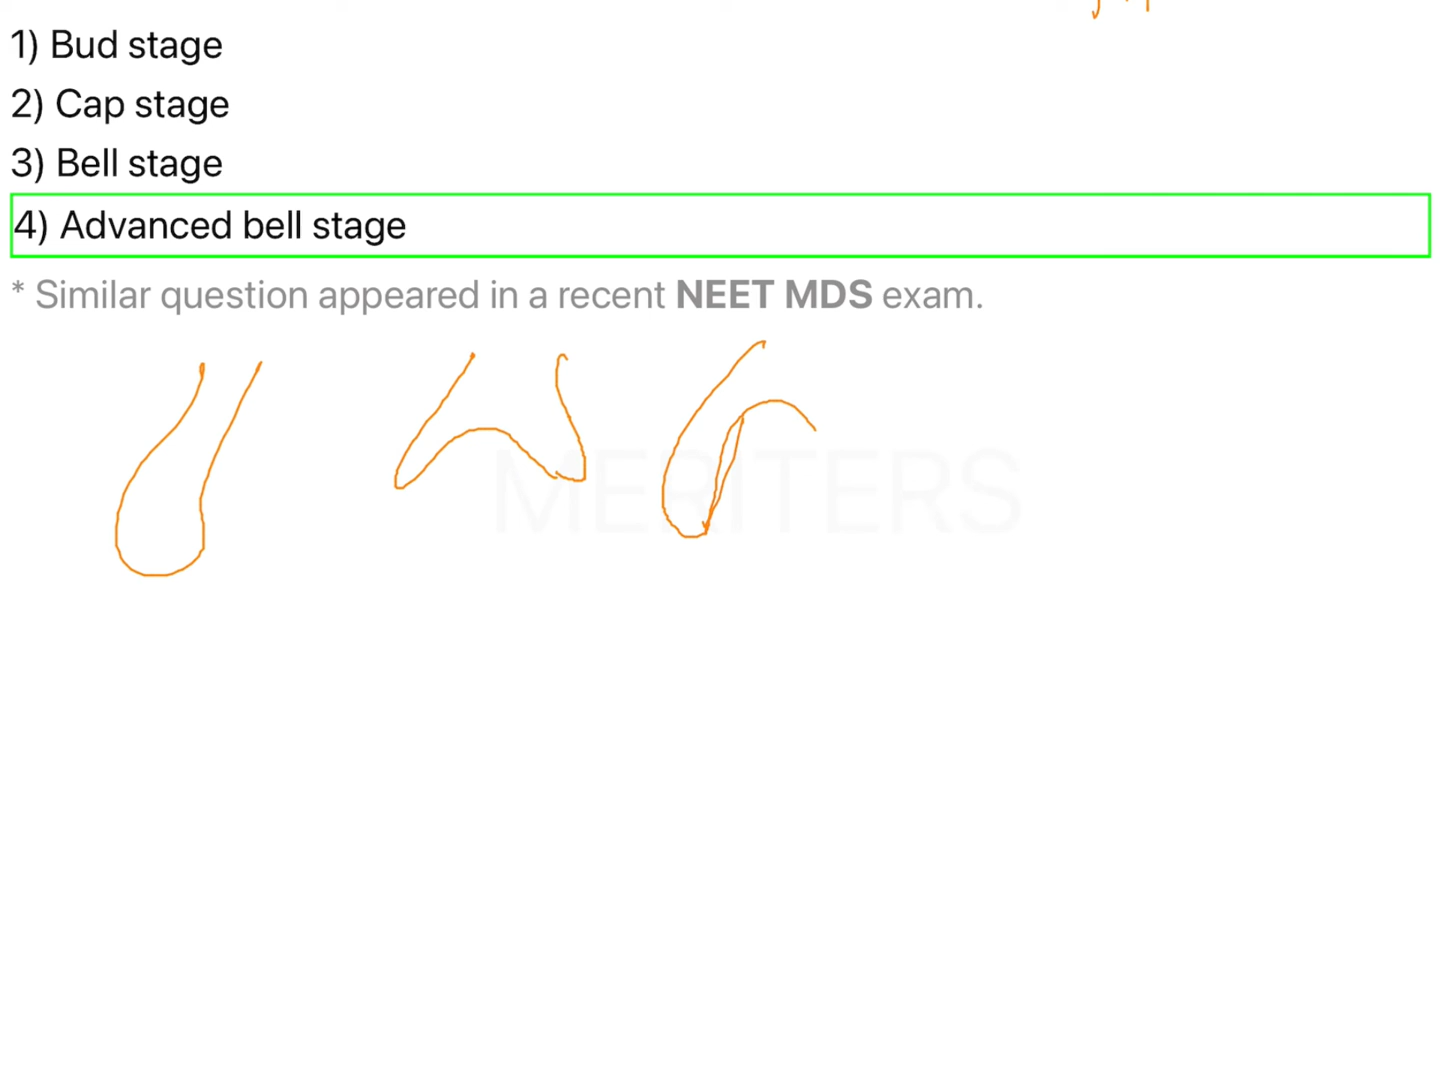 1) Bud stage
2) Cap stage
3) Bell stage
4) Advanced bell stage
* Similar question appeared in a recent NEET MDS exam.
MERITERS